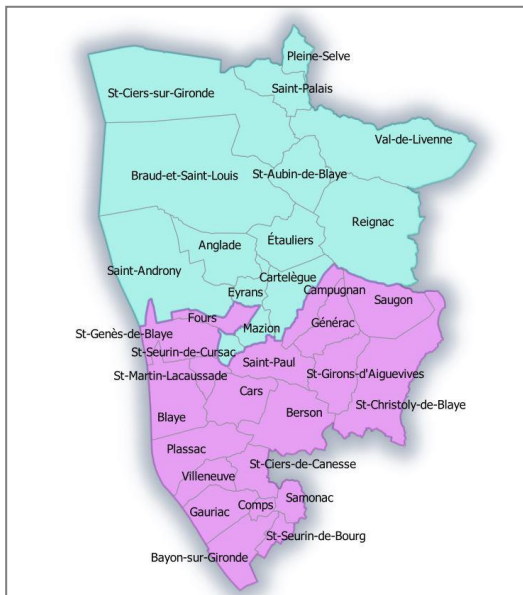 Pleine-Selve
Saint-Palais
St-Ciers-sur-Gironde
Val-de-Livenne
Braud-et-Saint-Louis
St-Aubin-de-Blaye
Reignac
Étauliers
Anglade
Saint-Androny
Cartelègue
Eyrans
Campugnan
Saugon
Fours
Mazion
Générac
St-Genès-de-Blaye
St-Seurin-de-Cursac
Saint-Paul
St-Martin-Lacaussade
St-Girons-d'Aiguevives
Cars
St-Christoly-de-Blaye
Blaye
Berson
Plassac
St-Ciers-de-Canesse
Villeneuve
Samonac
Comps
Gauriac
St-Seurin-de-Bourg
Bayon-sur-Gironde